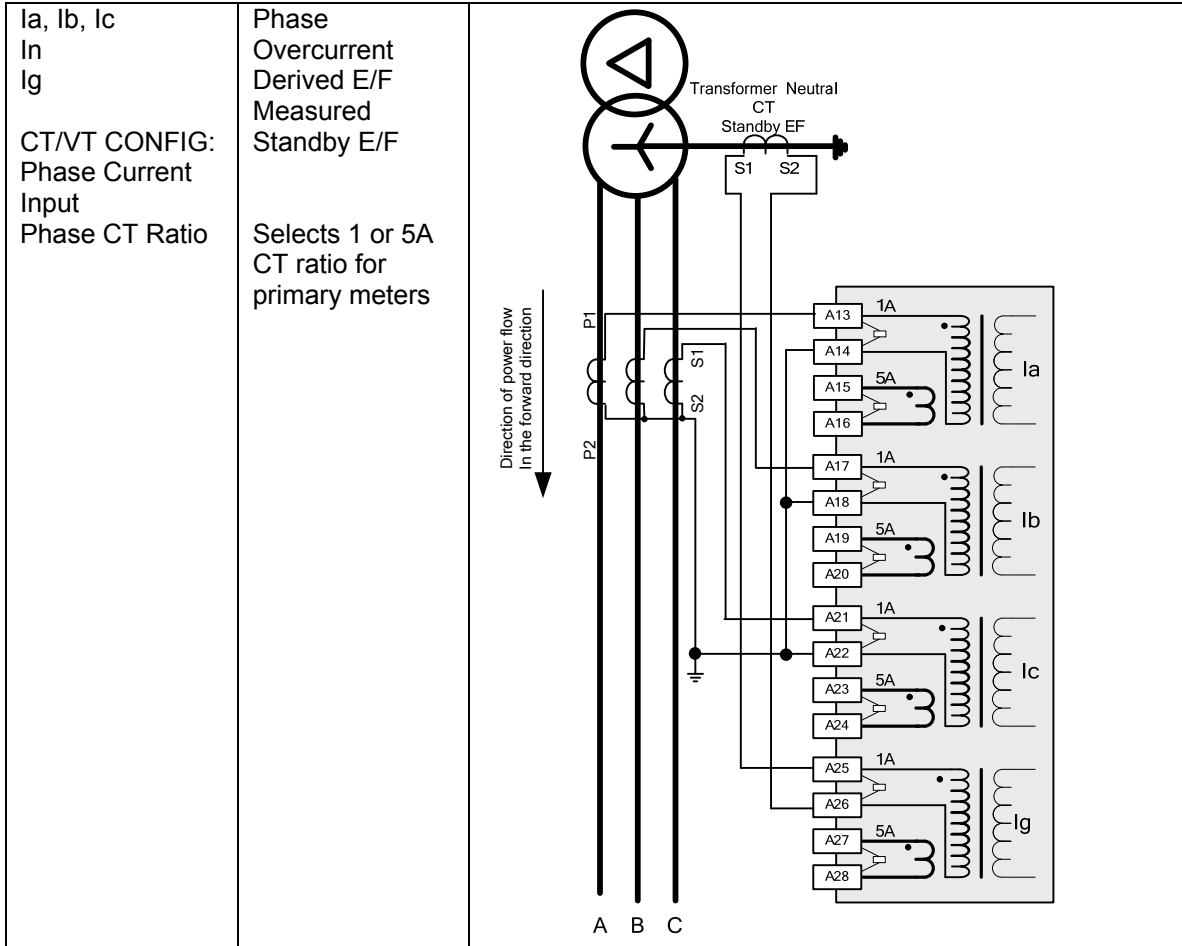 Ia, Ib, Ic
In
Ig
CT/VT CONFIG:
Phase Current
Input
Phase CT Ratio
Phase
Overcurrent
Derived E/F
Measured
Standby E/F
Selects 1 or 5A
CT ratio for
primary meters
Transformer Neutral
CT
Standby EF
S1 S2
Direction of power flow
In the forward direction
P1
P2
S1
S2
A13 1A
A14
A15 5A
A16
Ia
A17 1A
A18
A19 5A
A20
Ib
A21 1A
A22
A23 5A
A24
Ic
A25 1A
A26
A27 5A
A28
Ig
A B C